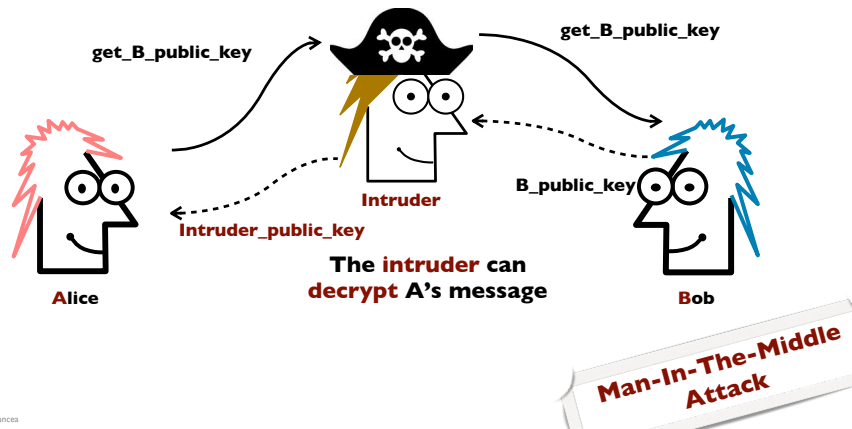 get_B_public_key
get_B_public_key
B_public_key
Intruder
Intruder_public_key
The intruder can
decrypt A's message
Alice
Bob
Man-In-The-Middle
Attack